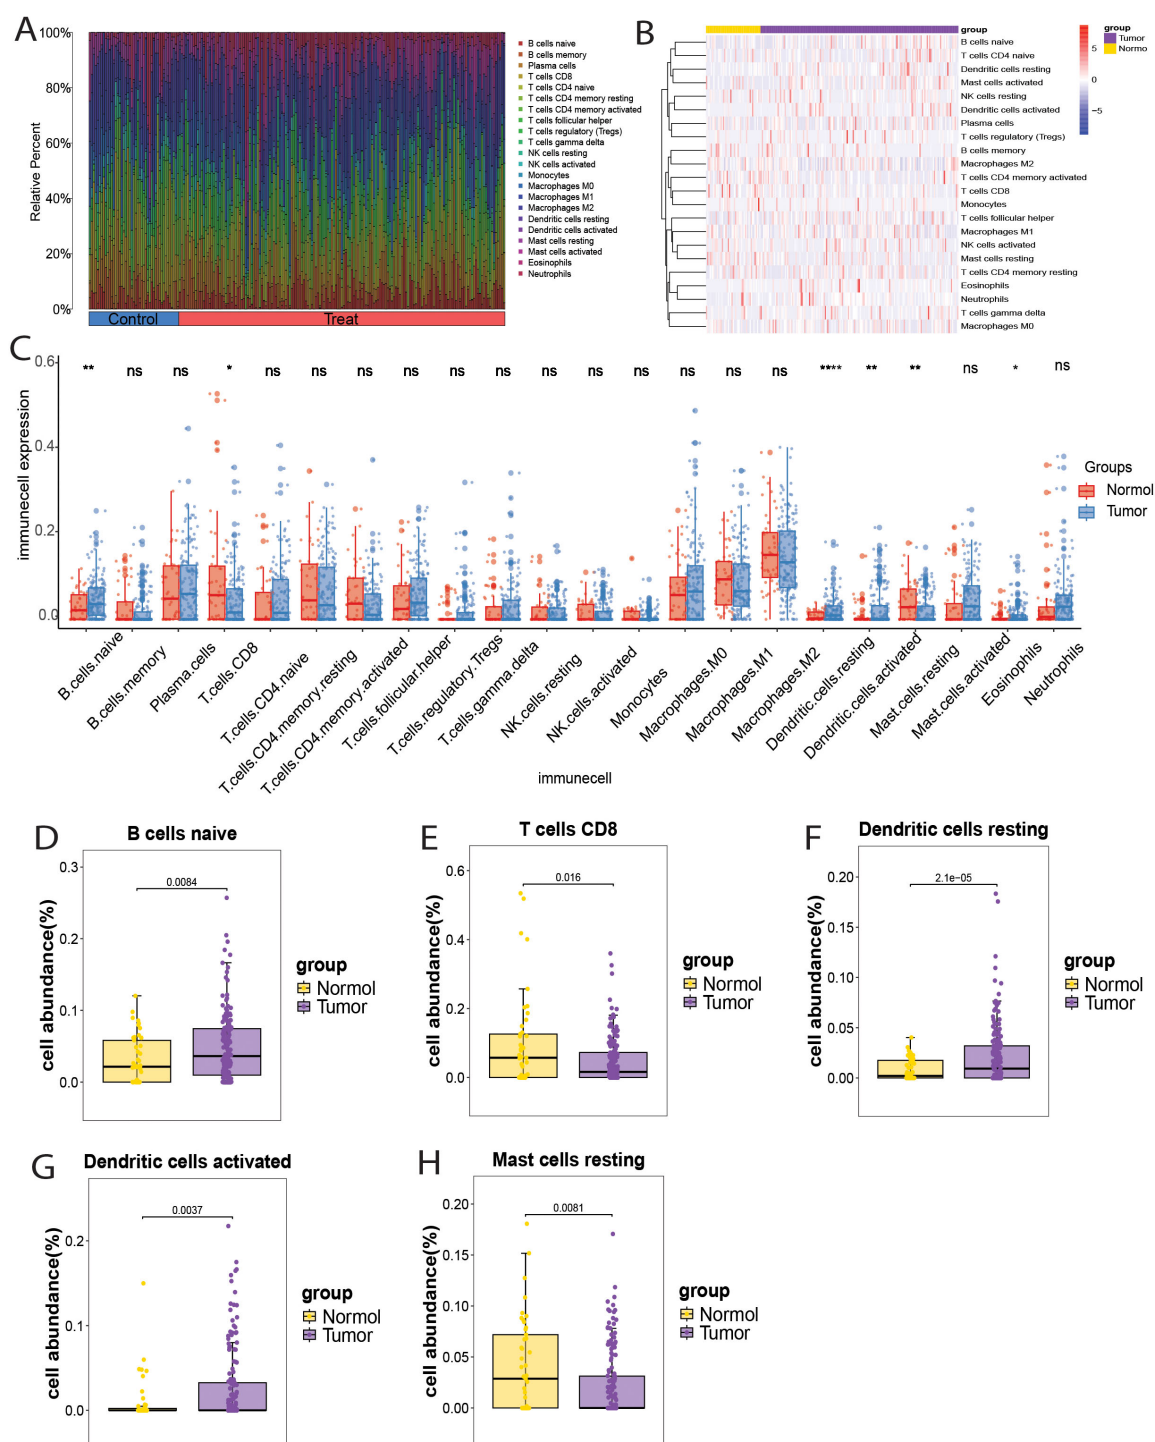 A
100%
80%
60%
40%
20%
0%
Relative Percent
Control
Treat
B cells naive
B cells memory
Plasma cells
T cells CD8
T cells CD4 naive
T cells CD4 memory resting
T cells CD4 memory activated
T cells follicular helper
T cells regulatory (Tregs)
T cells gamma delta
NK cells resting
NK cells activated
Monocytes
Macrophages M0
Macrophages M1
Macrophages M2
Dendritic cells resting
Dendritic cells activated
Mast cells resting
Mast cells activated
Eosinophils
Neutrophils
B
group
B cells naive
T cells CD4 naive
Dendritic cells resting
Mast cells activated
NK cells resting
Dendritic cells activated
Plasma cells
T cells regulatory (Tregs)
B cells memory
Macrophages M2
T cells CD4 memory activated
T cells CD8
Monocytes
T cells follicular helper
Macrophages M1
NK cells activated
Mast cells resting
T cells CD4 memory resting
Eosinophils
Neutrophils
T cells gamma delta
Macrophages M0
5
0
−5
group
Tumor
Normo
C
0.6
0.4
0.2
0.0
immunecell expression
** ns ns * ns ns ns ns ns ns ns ns ns ns ns ns **** ** ** ns * ns
Groups
Normol
Tumor
B.cells.naive
B.cells.memory
Plasma.cells
T.cells.CD8
T.cells.CD4.naive
T.cells.CD4.memory.resting
T.cells.CD4.memory.activated
T.cells.follicular.helper
T.cells.regulatory.Tregs
T.cells.gamma.delta
NK.cells.resting
NK.cells.activated
Monocytes
Macrophages.M0
Macrophages.M1
Macrophages.M2
Dendritic.cells.resting
Dendritic.cells.activated
Mast.cells.resting
Mast.cells.activated
Eosinophils
Neutrophils
immunecell
D
B cells naive
0.3
0.2
0.1
0.0
cell abundance(%)
0.0084
group
Normol
Tumor
E
T cells CD8
0.6
0.4
0.2
0.0
cell abundance(%)
0.016
group
Normol
Tumor
F
Dendritic cells resting
0.20
0.15
0.10
0.05
0.00
cell abundance(%)
2.1e−05
group
Normol
Tumor
G
Dendritic cells activated
0.2
0.1
0.0
cell abundance(%)
0.0037
group
Normol
Tumor
H
Mast cells resting
0.20
0.15
0.10
0.05
0.00
cell abundance(%)
0.0081
group
Normol
Tumor